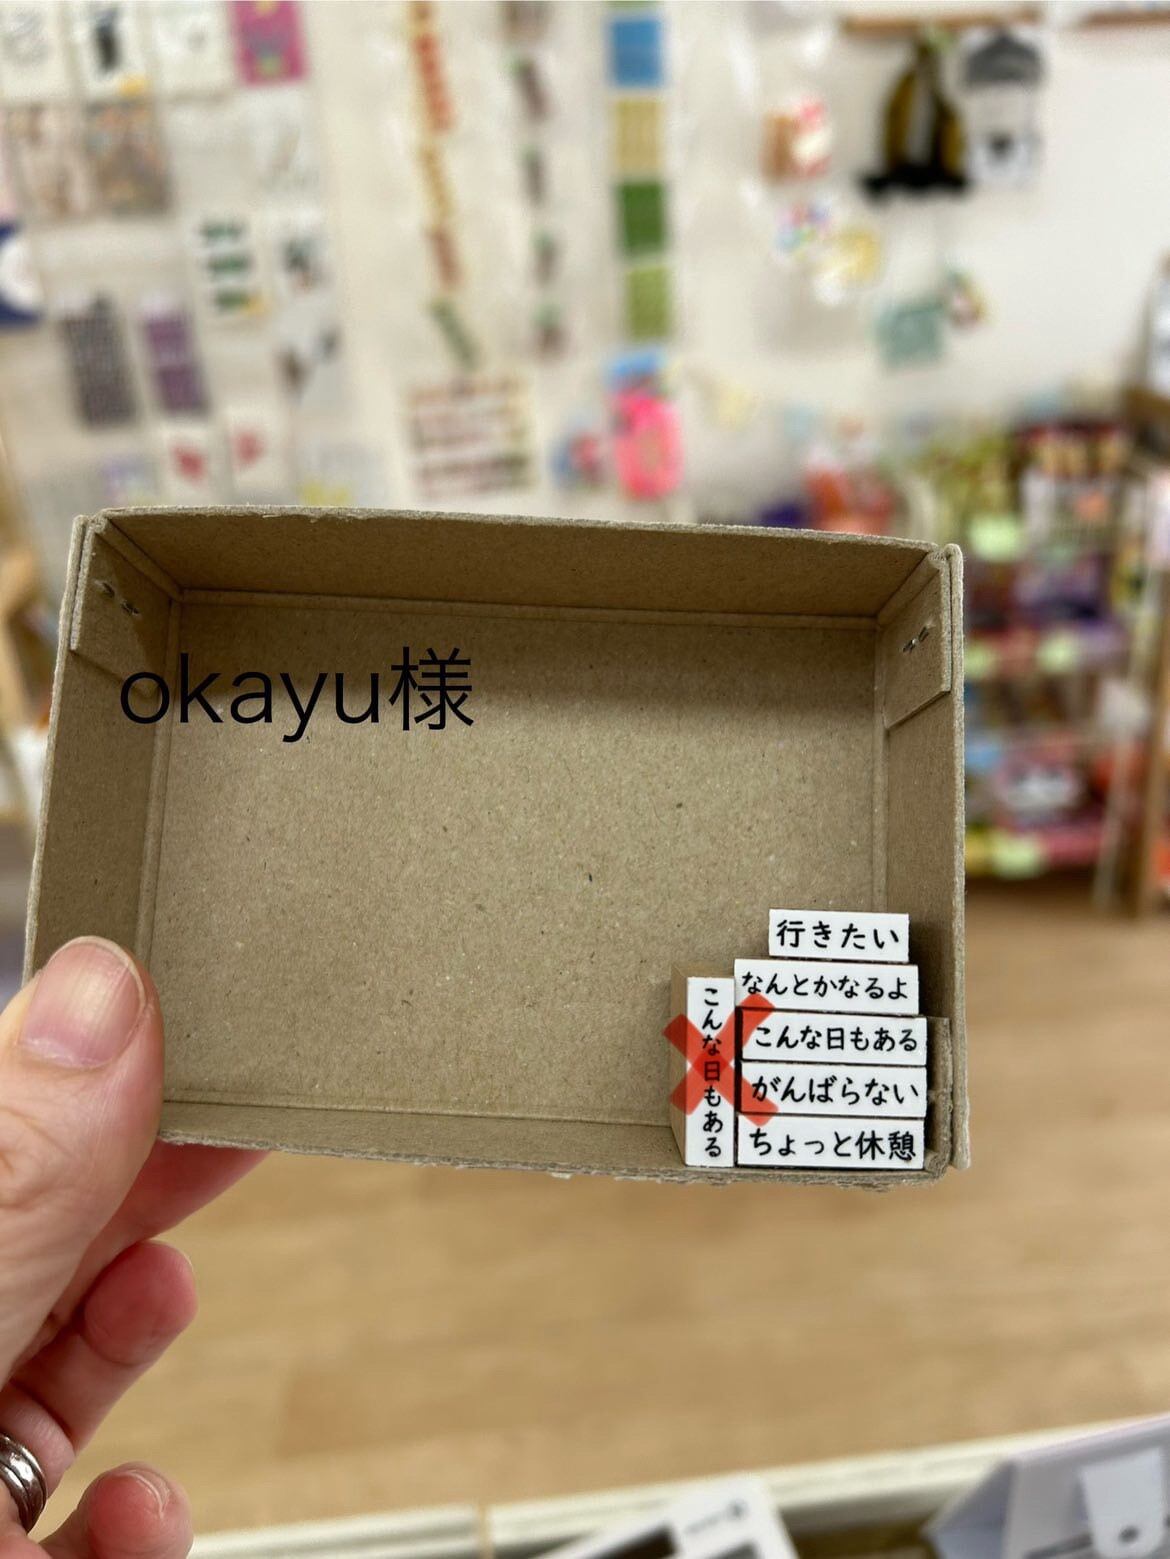 okayu様
行きたい
なんとかなるよ
こんな日もある
がんばらない
ちょっと休憩
こんな日もある